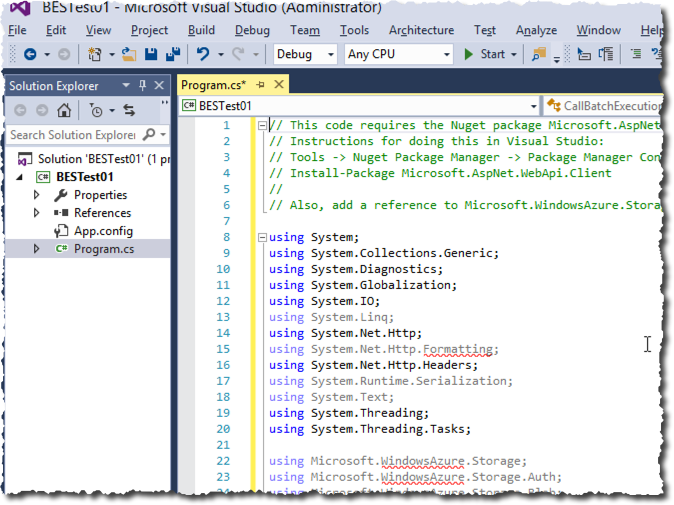 BESTest01 - Microsoft Visual Studio (Administrator)
File Edit View Project Build Debug Team Tools Architecture Test Analyze Window Help
Debug Any CPU Start
Solution Explorer
Program.cs*
C# BESTest01
CallBatchExecution
Search Solution Explorer
Solution 'BESTest01' (1 pr
C# BESTest01
Properties
References
App.config
C# Program.cs
1 // This code requires the Nuget package Microsoft.AspNet
2 // Instructions for doing this in Visual Studio:
3 // Tools -> Nuget Package Manager -> Package Manager Con
4 // Install-Package Microsoft.AspNet.WebApi.Client
5 //
6 // Also, add a reference to Microsoft.WindowsAzure.Stora
7
8 using System;
9 using System.Collections.Generic;
10 using System.Diagnostics;
11 using System.Globalization;
12 using System.IO;
13 using System.Linq;
14 using System.Net.Http;
15 using System.Net.Http.Formatting;
16 using System.Net.Http.Headers;
17 using System.Runtime.Serialization;
18 using System.Text;
19 using System.Threading;
20 using System.Threading.Tasks;
21
22 using Microsoft.WindowsAzure.Storage;
23 using Microsoft.WindowsAzure.Storage.Auth;